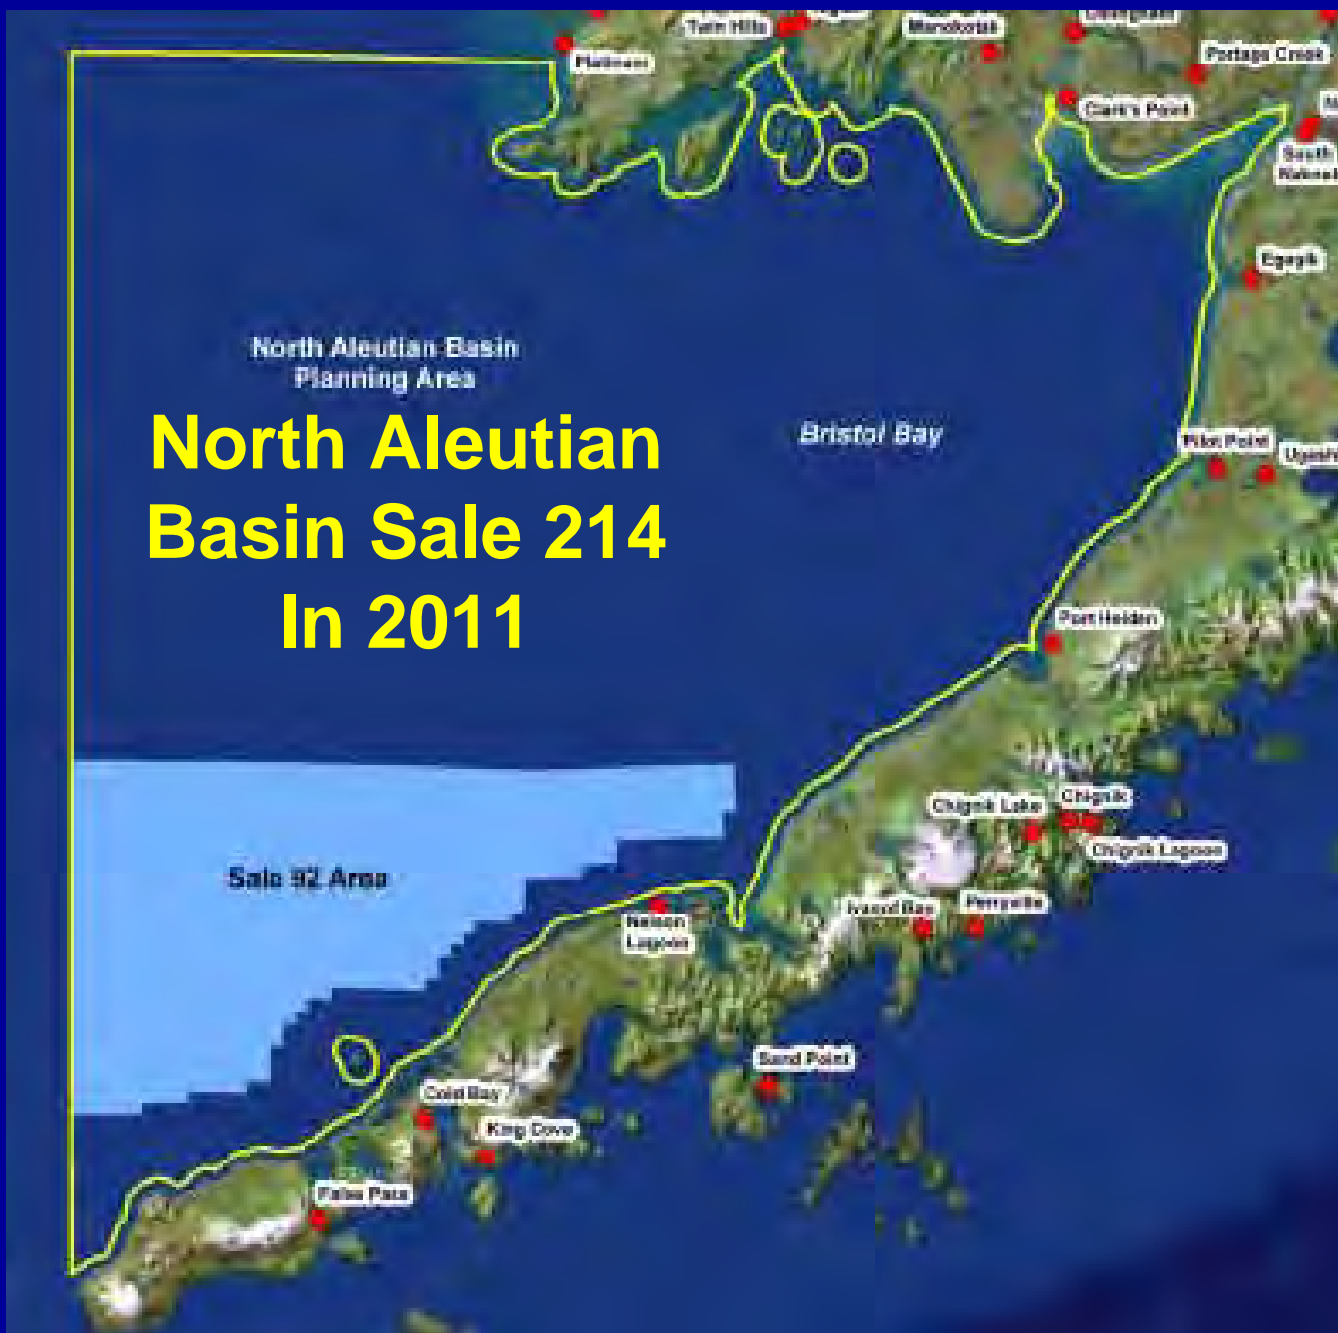 Twin Hills
Manokotak
Platinum
Portage Creek
Clark's Point
South
Egegik
North Aleutian Basin
Planning Area
North Aleutian
Basin Sale 214
In 2011
Bristol Bay
Pilot Point
Port Heiden
Chignik Lake
Chignik
Chignik Lagoon
Sale 92 Area
Ivanof Bay
Perryville
Nelson
Lagoon
Sand Point
Cold Bay
King Cove
False Pass